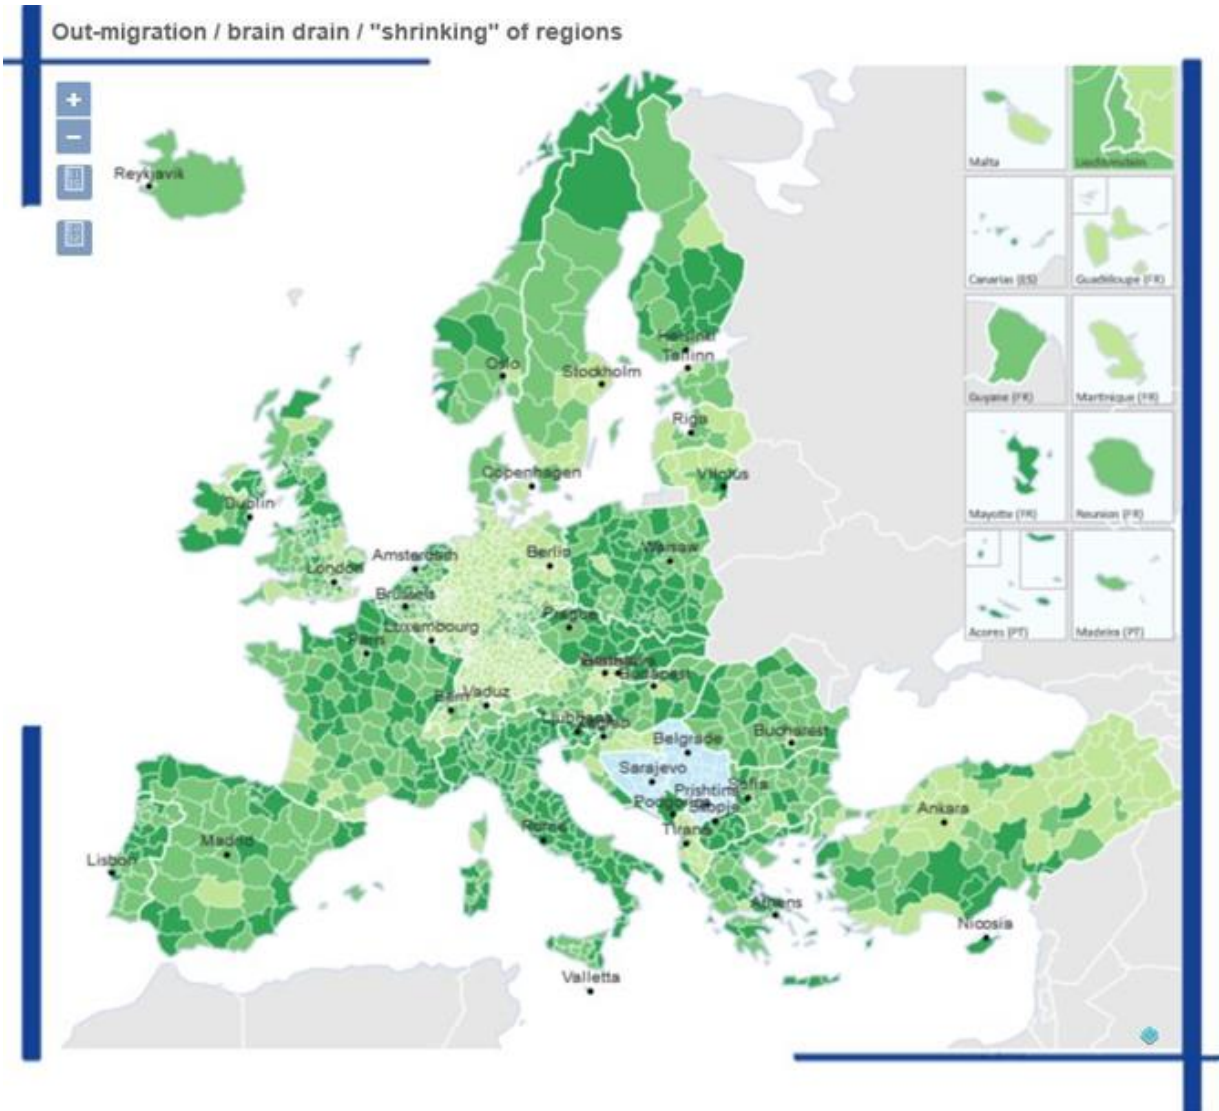 Out-migration / brain drain / "shrinking" of regions
+
−
Reykjavik
Malta
Liechtenstein
Canarias (ES)
Guadeloupe (FR)
Helsinki
Tallinn
Oslo
Stockholm
Guyane (FR)
Martinique (FR)
Riga
Copenhagen
Vilnius
Dublin
Mayotte (FR)
Reunion (FR)
Amsterdam
Berlin
Warsaw
London
Brussels
Prague
Luxembourg
Paris
Acores (PT)
Madeira (PT)
Budapest
Bern
Vaduz
Ljubljana
Zagreb
Bucharest
Belgrade
Sarajevo
Sofia
Prishtina
Podgorica
Skopje
Ankara
Rome
Tirana
Madrid
Lisbon
Athens
Nicosia
Valletta